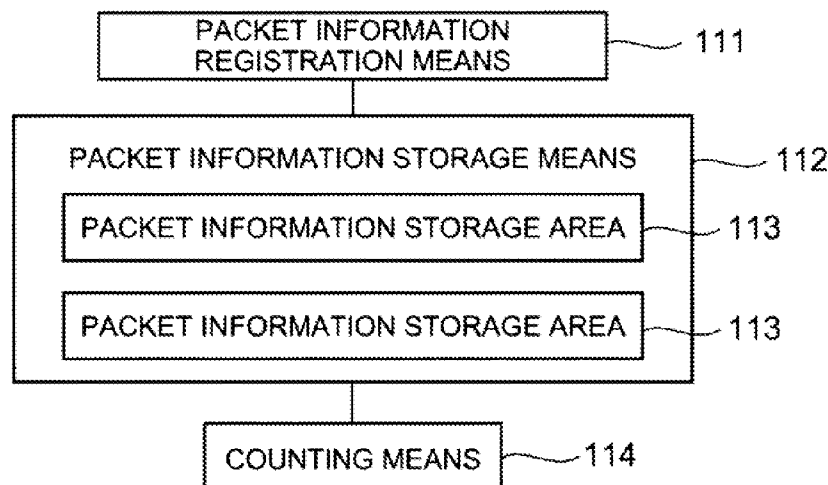 PACKET INFORMATION
REGISTRATION MEANS
111
PACKET INFORMATION STORAGE MEANS
112
PACKET INFORMATION STORAGE AREA
113
PACKET INFORMATION STORAGE AREA
113
COUNTING MEANS
114